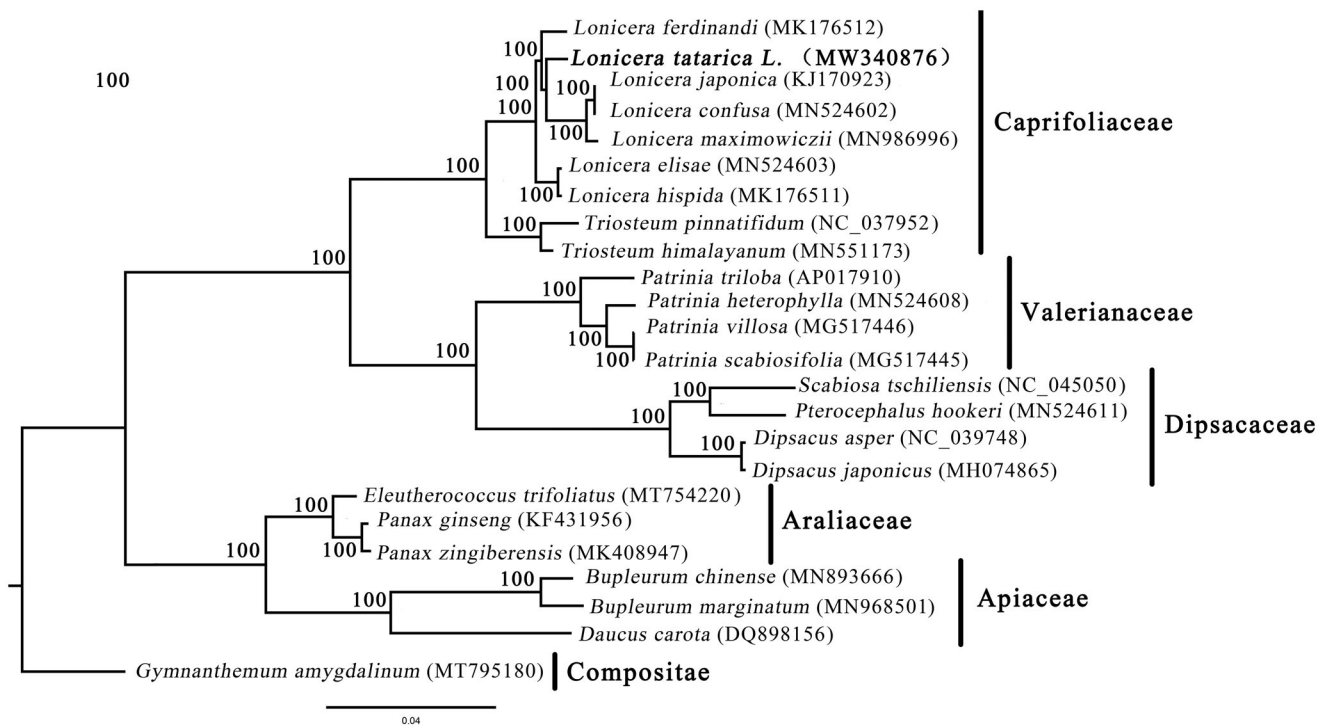 Lonicera ferdinandi (MK176512)
100
Lonicera tatarica L. （MW340876）
100
Lonicera japonica (KJ170923)
100
100
100
Lonicera confusa (MN524602)
Caprifoliaceae
100
Lonicera maximowiczii (MN986996)
100
Lonicera elisae (MN524603)
100
Lonicera hispida (MK176511)
100
Triosteum pinnatifidum (NC_037952)
Triosteum himalayanum (MN551173)
100
Patrinia triloba (AP017910)
100
Patrinia heterophylla (MN524608)
Valerianaceae
Patrinia villosa (MG517446)
100
100
100
Patrinia scabiosifolia (MG517445)
Scabiosa tschiliensis (NC_045050)
100
Pterocephalus hookeri (MN524611)
100
Dipsacaceae
Dipsacus asper (NC_039748)
100
Dipsacus japonicus (MH074865)
Eleutherococcus trifoliatus (MT754220)
100
Panax ginseng (KF431956)
Araliaceae
100
100
Panax zingiberensis (MK408947)
100
Bupleurum chinense (MN893666)
100
Apiaceae
Bupleurum marginatum (MN968501)
Daucus carota (DQ898156)
Gymnanthemum amygdalinum (MT795180)
Compositae
0.04